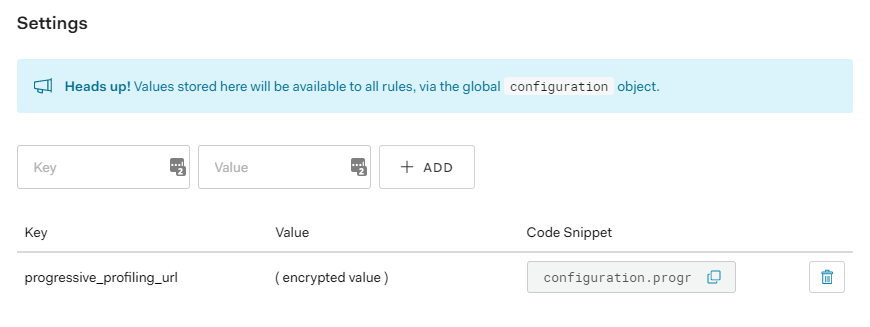 Settings
Heads up! Values stored here will be available to all rules, via the global configuration object.
Key Value + ADD
Key Value Code Snippet
progressive_profiling_url ( encrypted value ) configuration.progr